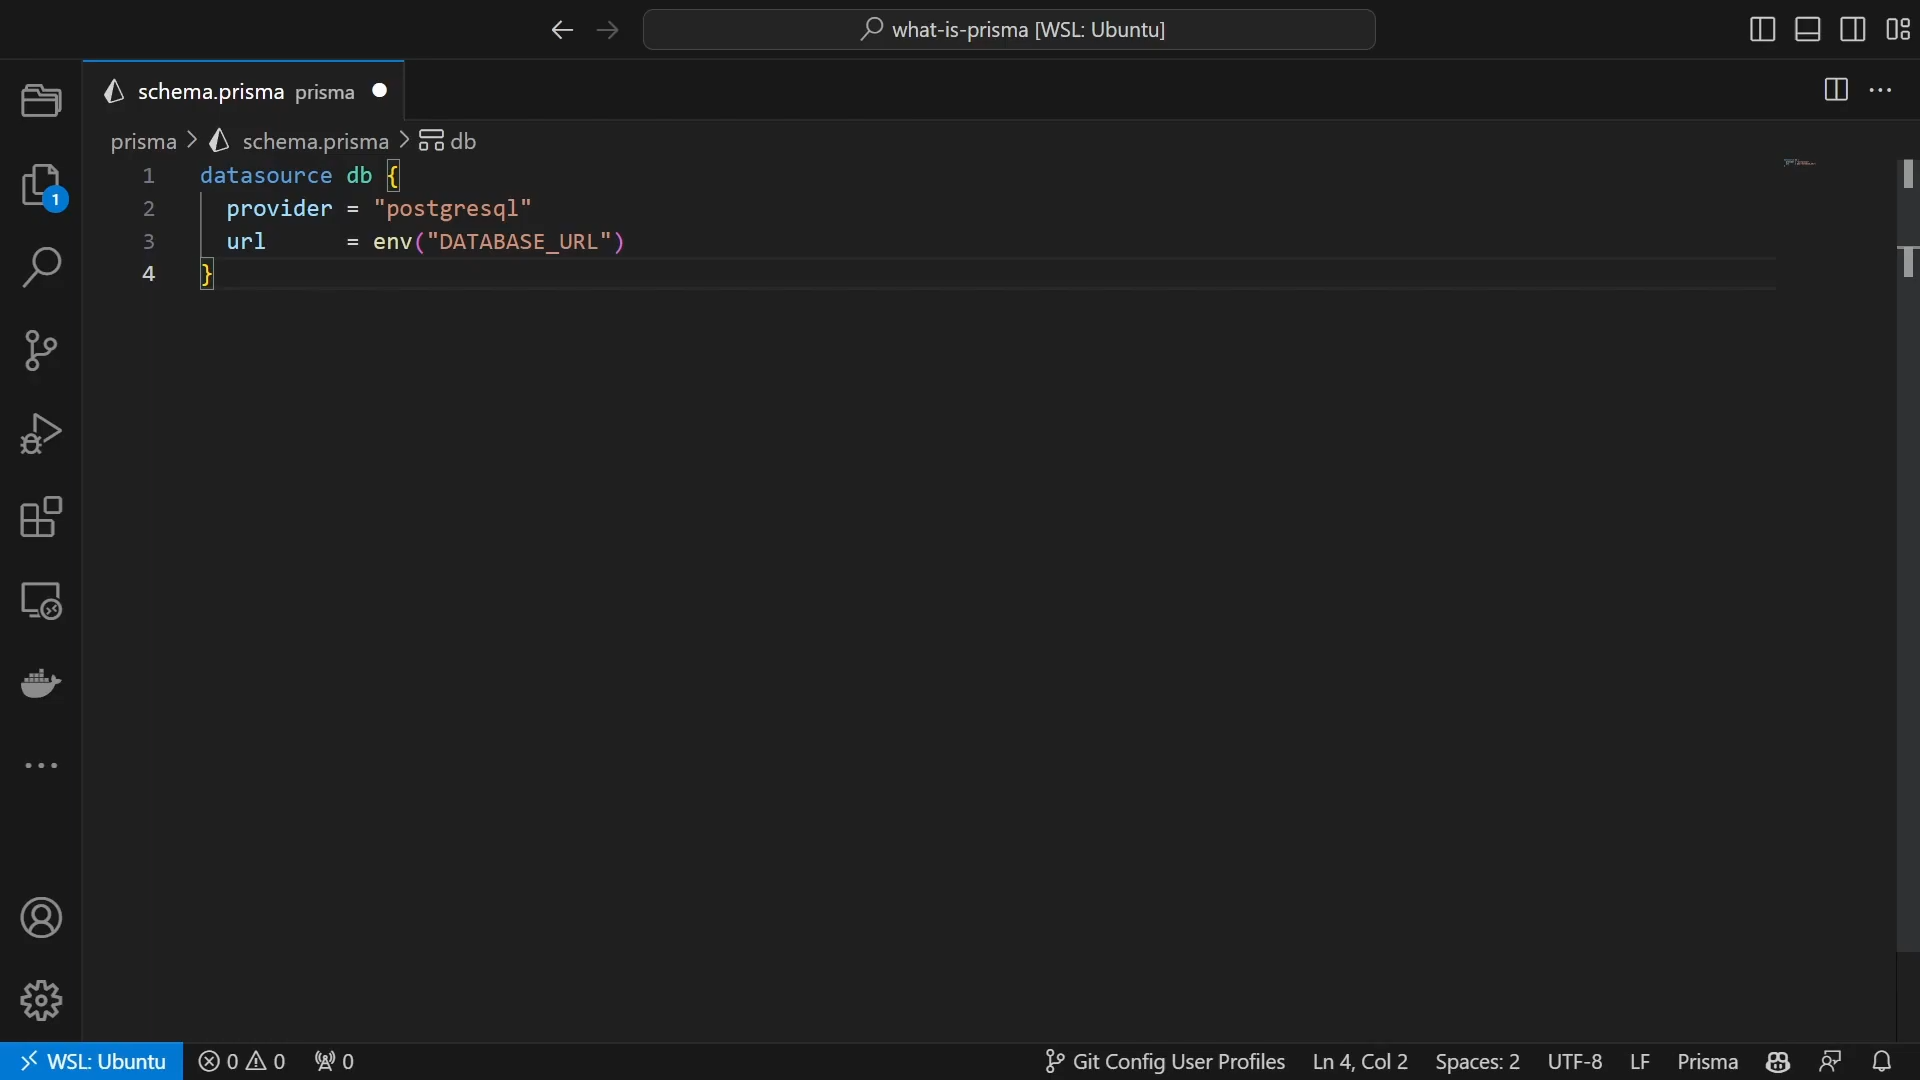 what-is-prisma [WSL: Ubuntu]
schema.prisma prisma
prisma > schema.prisma > db
1 datasource db {
2   provider = "postgresql"
3   url      = env("DATABASE_URL")
4 }
1
WSL: Ubuntu 0 0 0 Git Config User Profiles Ln 4, Col 2 Spaces: 2 UTF-8 LF Prisma